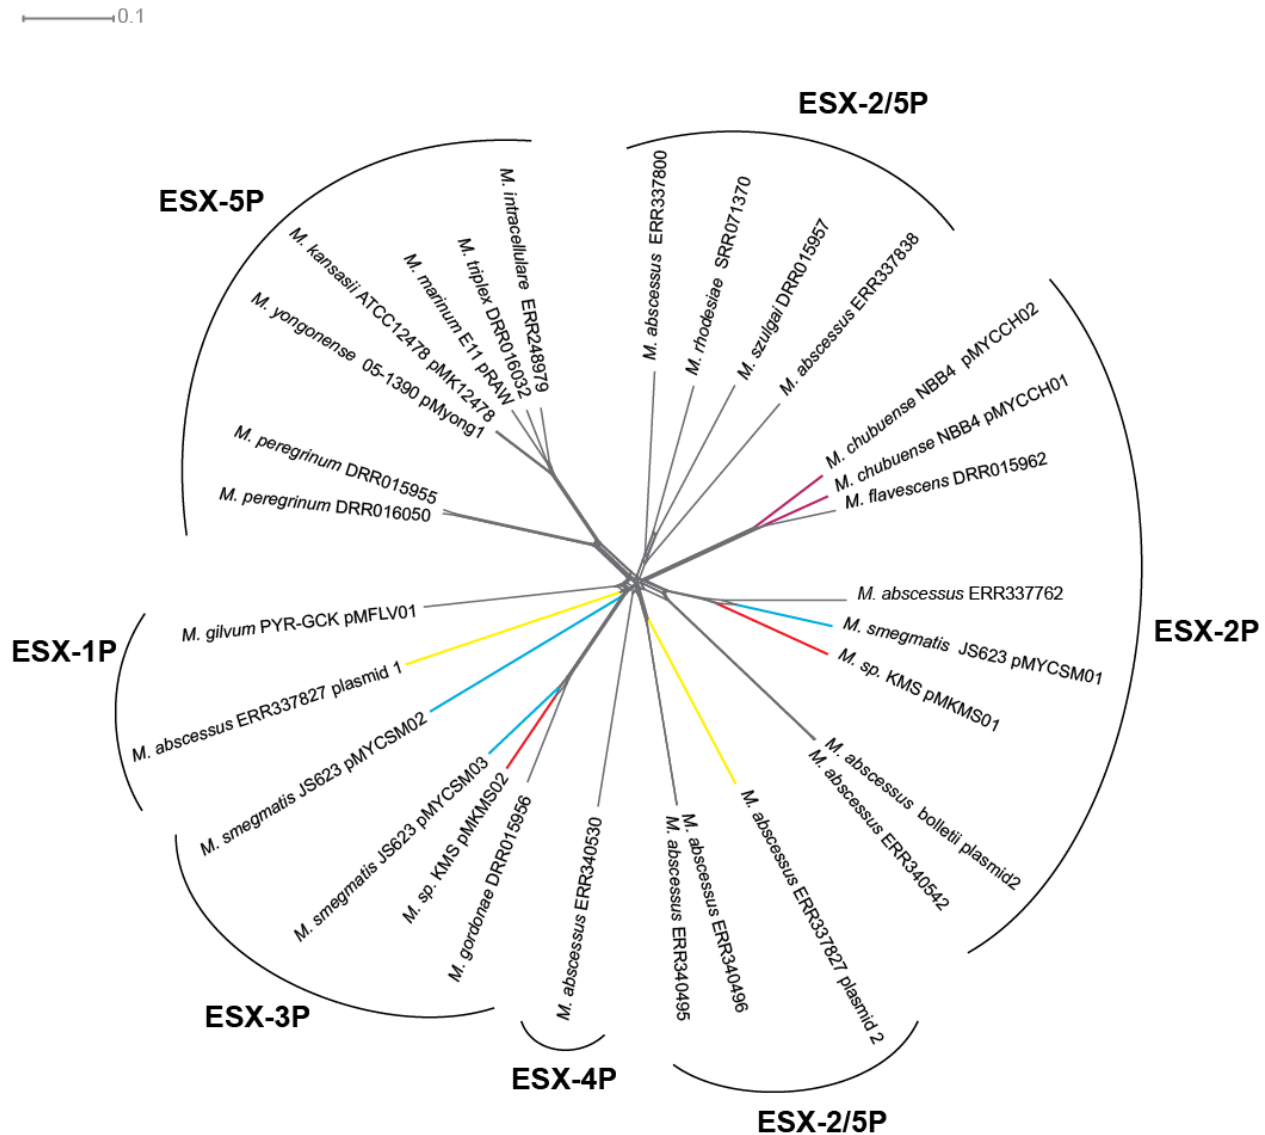 0.1
ESX-2/5P
ESX-5P
M. intracellulare ERR248979
M. triplex DRR016032
M. marinum E11 pRAW
M. kansasii ATCC12478 pMK12478
M. yongonense 05-1390 pMyong1
M. peregrinum DRR015955
M. peregrinum DRR016050
M. abscessus ERR337800
M. rhodesiae SRR071370
M. szulgai DRR015957
M. abscessus ERR337838
M. chubuense NBB4 pMYCCH02
M. chubuense NBB4 pMYCCH01
M. flavescens DRR015962
M. abscessus ERR337762
M. smegmatis JS623 pMYCSM01
M. sp. KMS pMKMS01
ESX-2P
M. abscessus bolletii plasmid2
M. abscessus ERR340542
M. gilvum PYR-GCK pMFLV01
ESX-1P
M. abscessus ERR337827 plasmid 1
M. smegmatis JS623 pMYCSM02
M. smegmatis JS623 pMYCSM03
M. sp. KMS pMKMS02
M. gordonae DRR015956
ESX-3P
M. abscessus ERR340530
ESX-4P
M. abscessus ERR340495
M. abscessus ERR340496
M. abscessus ERR337827 plasmid 2
ESX-2/5P